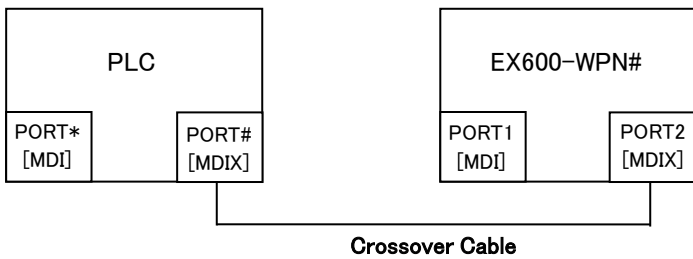 PLC
EX600-WPN#
PORT*
[MDI]
PORT#
[MDIX]
PORT1
[MDI]
PORT2
[MDIX]
Crossover Cable